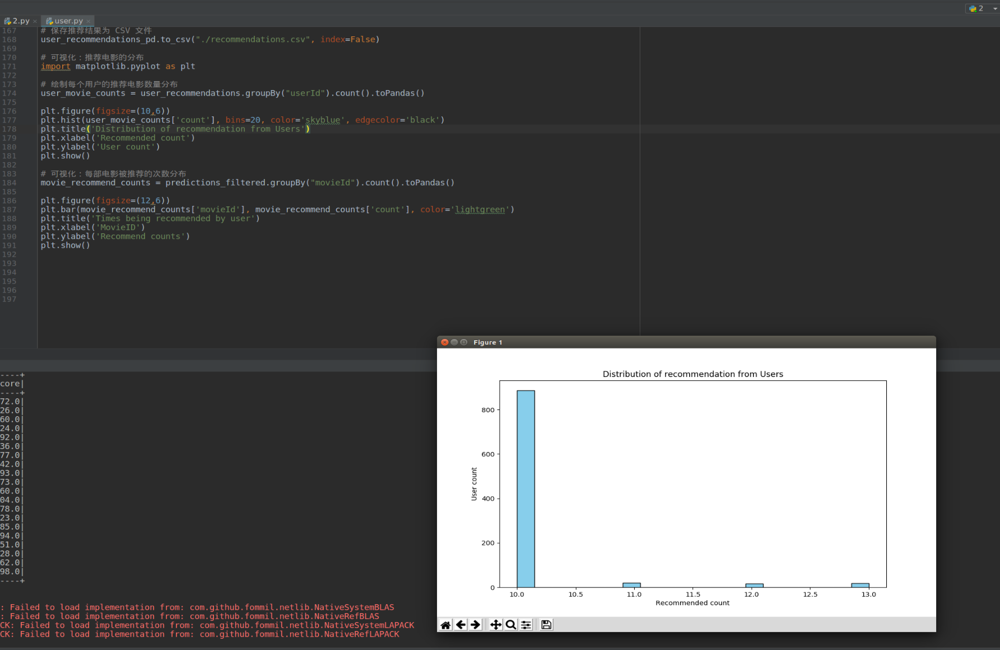 2
2.py ×
user.py ×
167 # 保存推荐结果为 CSV 文件
168 user_recommendations_pd.to_csv("./recommendations.csv", index=False)
169
170 # 可视化：推荐电影的分布
171 import matplotlib.pyplot as plt
172
173 # 绘制每个用户的推荐电影数量分布
174 user_movie_counts = user_recommendations.groupBy("userId").count().toPandas()
175
176 plt.figure(figsize=(10,6))
177 plt.hist(user_movie_counts['count'], bins=20, color='skyblue', edgecolor='black')
178 plt.title('Distribution of recommendation from Users')
179 plt.xlabel('Recommended count')
180 plt.ylabel('User count')
181 plt.show()
182
183 # 可视化：每部电影被推荐的次数分布
184 movie_recommend_counts = predictions_filtered.groupBy("movieId").count().toPandas()
185
186 plt.figure(figsize=(12,6))
187 plt.bar(movie_recommend_counts['movieId'], movie_recommend_counts['count'], color='lightgreen')
188 plt.title('Times being recommended by user')
189 plt.xlabel('MovieID')
190 plt.ylabel('Recommend counts')
191 plt.show()
192
193
194
195
196
197
----+
core|
----+
72.0|
26.0|
60.0|
24.0|
92.0|
36.0|
77.0|
42.0|
93.0|
73.0|
60.0|
04.0|
78.0|
23.0|
85.0|
94.0|
51.0|
28.0|
62.0|
98.0|
----+
: Failed to load implementation from: com.github.fommil.netlib.NativeSystemBLAS
: Failed to load implementation from: com.github.fommil.netlib.NativeRefBLAS
CK: Failed to load implementation from: com.github.fommil.netlib.NativeSystemLAPACK
CK: Failed to load implementation from: com.github.fommil.netlib.NativeRefLAPACK
Figure 1
Distribution of recommendation from Users
800
600
400
200
0
User count
10.0 10.5 11.0 11.5 12.0 12.5 13.0
Recommended count